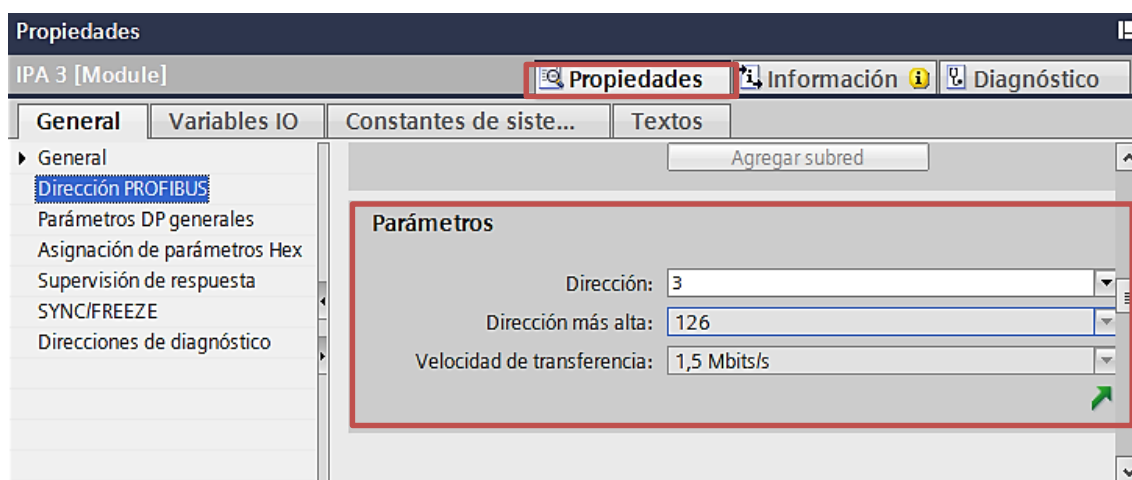 Propiedades
IPA 3 [Module]
Propiedades
Información
Diagnóstico
General
Variables IO
Constantes de siste...
Textos
General
Dirección PROFIBUS
Parámetros DP generales
Asignación de parámetros Hex
Supervisión de respuesta
SYNC/FREEZE
Direcciones de diagnóstico
Agregar subred
Parámetros
Dirección: 3
Dirección más alta: 126
Velocidad de transferencia: 1,5 Mbits/s